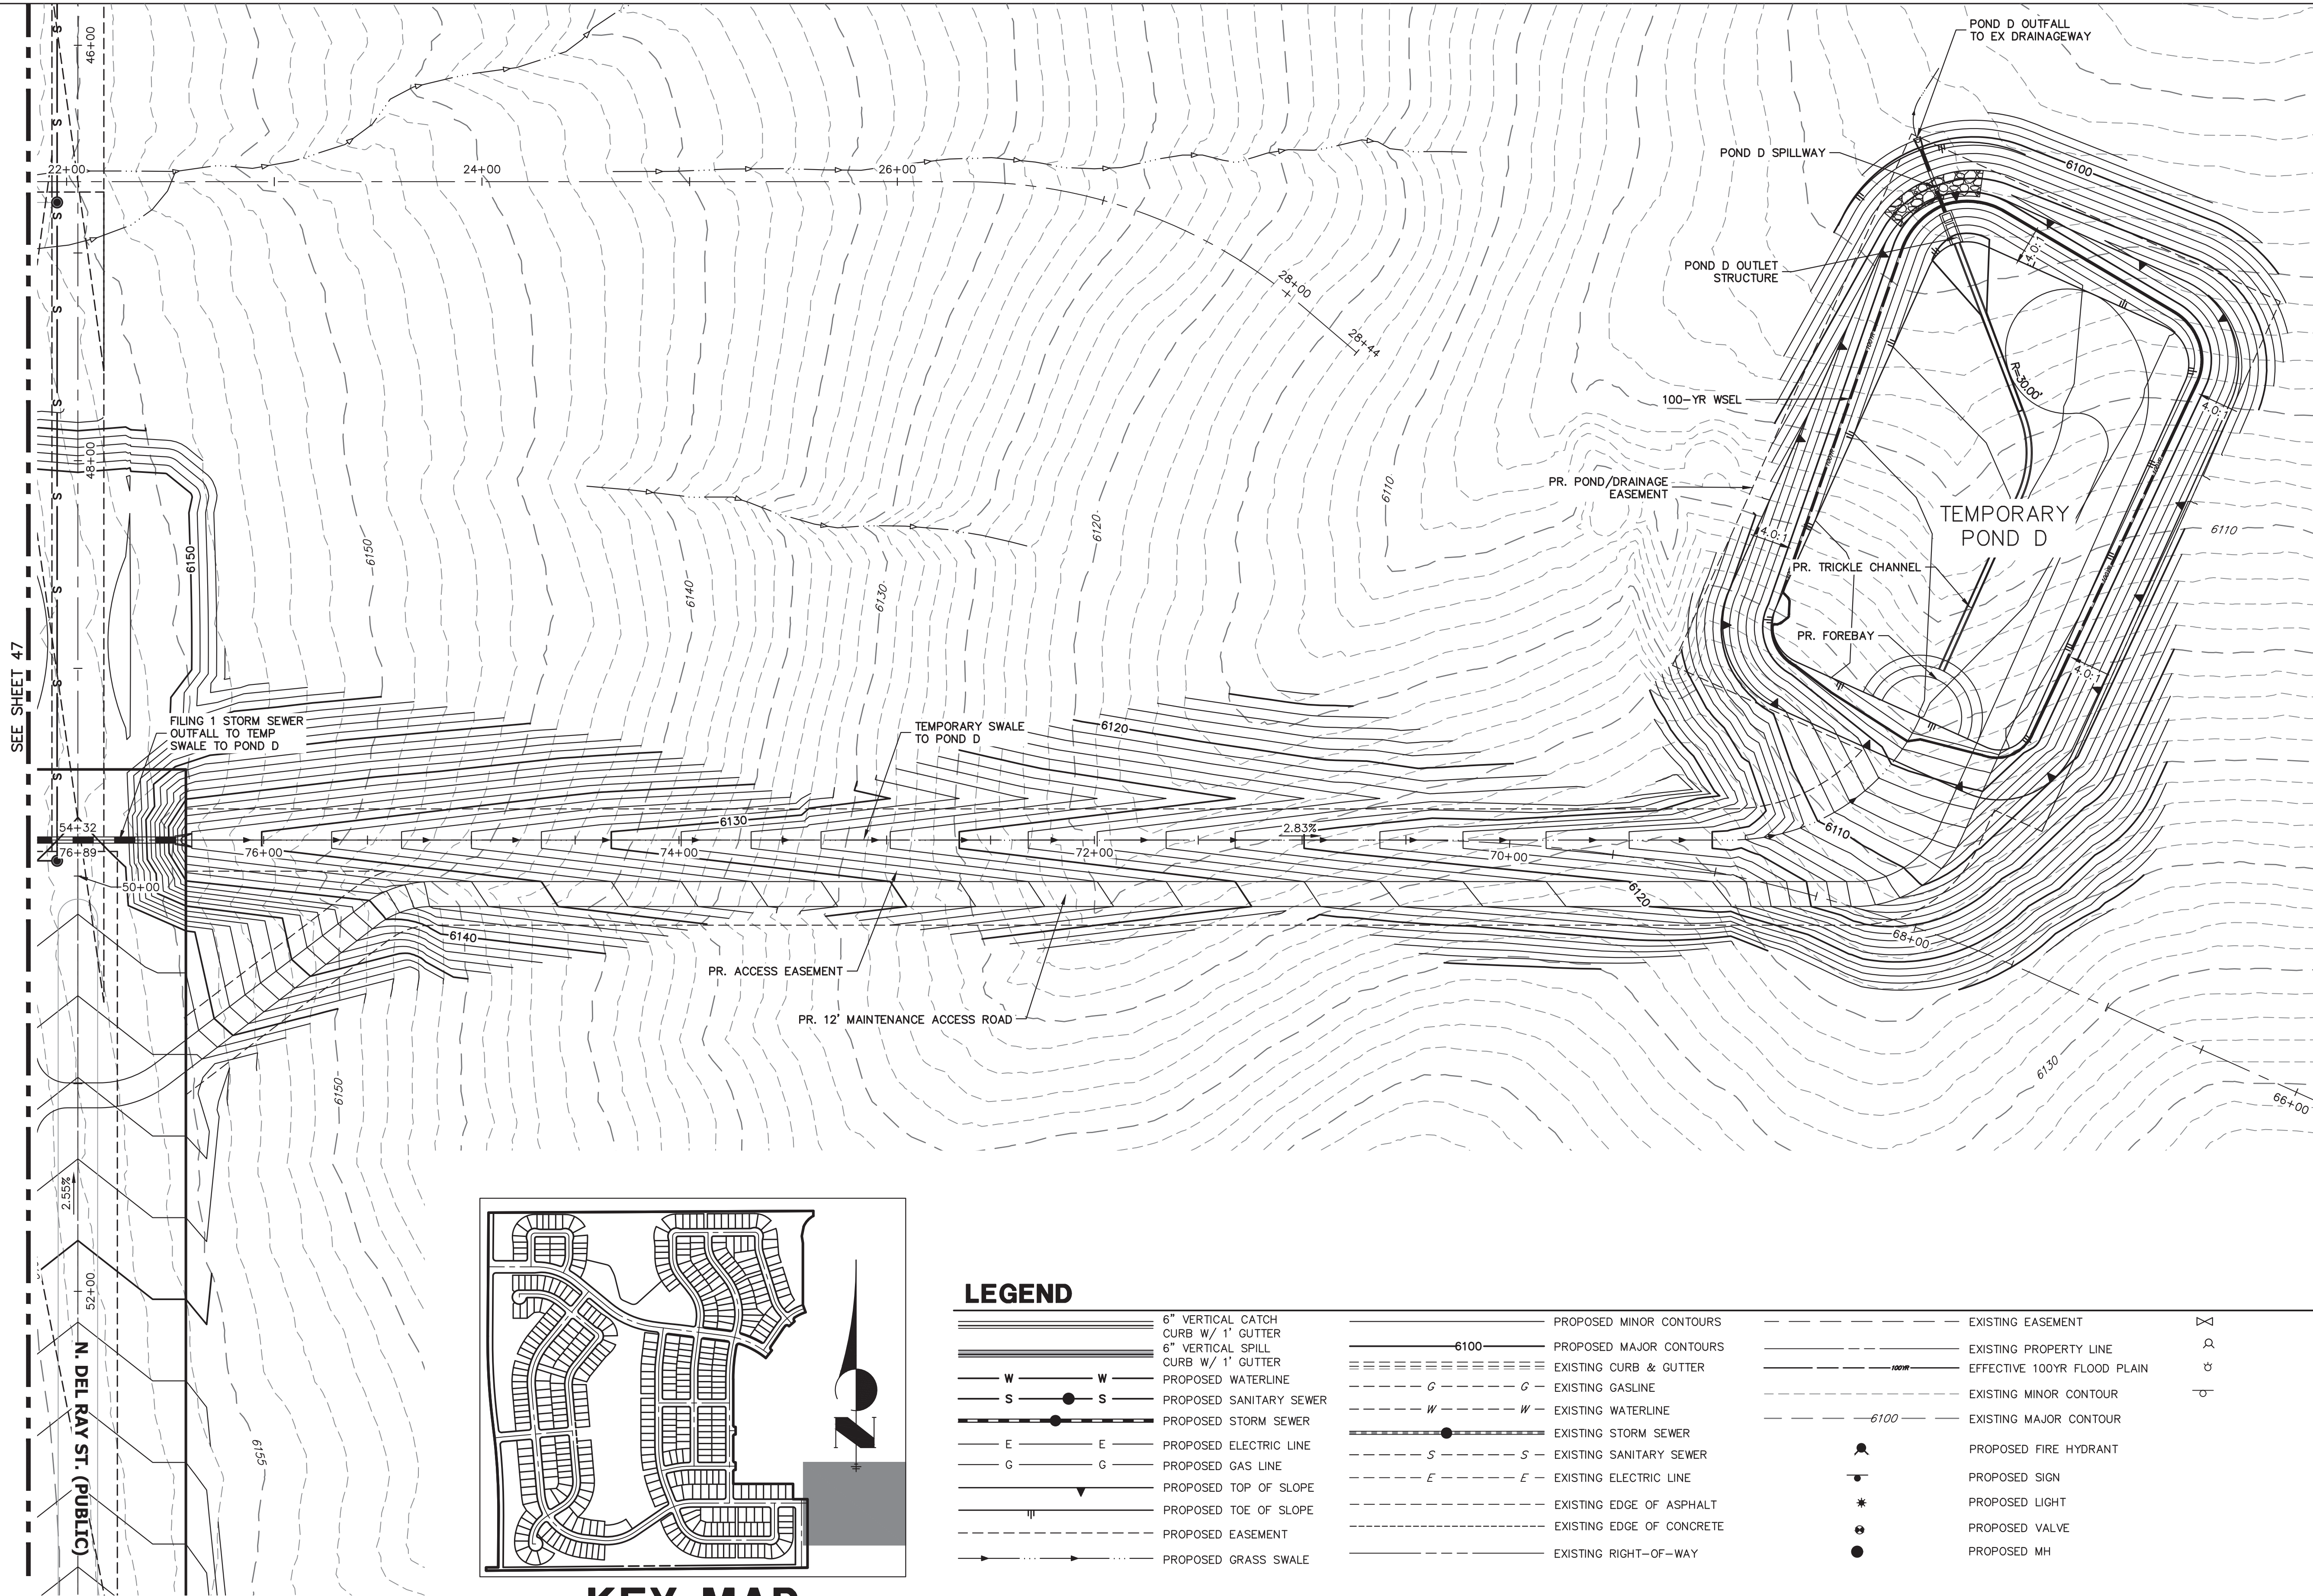 POND D OUTFALL
TO EX DRAINAGEWAY
POND D SPILLWAY
6100
POND D OUTLET
STRUCTURE
4.0:1
100-YR WSEL
100YR
100YR
R=30.00'
4.0:1
PR. POND/DRAINAGE
EASEMENT
100YR
4.0:1
TEMPORARY
POND D
6110
PR. TRICKLE CHANNEL
100YR
PR. FOREBAY
4.0:1
46+00
22+00
24+00
26+00
28+00
28+44
S
S
S
S
S
S
S
S
S
S
48+00
6150
6150
6140
6130
6120
6110
SEE SHEET 47
FILING 1 STORM SEWER
OUTFALL TO TEMP
SWALE TO POND D
TEMPORARY SWALE
TO POND D
6120
6130
54+32
76+89
76+00
74+00
72+00
2.83%
70+00
6110
50+00
6120
6140
68+00
PR. ACCESS EASEMENT
PR. 12' MAINTENANCE ACCESS ROAD
6150
6130
66+00
2.55%
52+00
N. DEL RAY ST. (PUBLIC)
6155
N
KEY MAP
LEGEND
6" VERTICAL CATCH
CURB W/ 1' GUTTER
6" VERTICAL SPILL
CURB W/ 1' GUTTER
W W PROPOSED WATERLINE
S S PROPOSED SANITARY SEWER
PROPOSED STORM SEWER
E E PROPOSED ELECTRIC LINE
G G PROPOSED GAS LINE
PROPOSED TOP OF SLOPE
PROPOSED TOE OF SLOPE
PROPOSED EASEMENT
PROPOSED GRASS SWALE
PROPOSED MINOR CONTOURS
6100 PROPOSED MAJOR CONTOURS
EXISTING CURB & GUTTER
G G EXISTING GASLINE
W W EXISTING WATERLINE
EXISTING STORM SEWER
S S EXISTING SANITARY SEWER
E E EXISTING ELECTRIC LINE
EXISTING EDGE OF ASPHALT
EXISTING EDGE OF CONCRETE
EXISTING RIGHT-OF-WAY
EXISTING EASEMENT
EXISTING PROPERTY LINE
100YR EFFECTIVE 100YR FLOOD PLAIN
EXISTING MINOR CONTOUR
6100 EXISTING MAJOR CONTOUR
PROPOSED FIRE HYDRANT
PROPOSED SIGN
PROPOSED LIGHT
PROPOSED VALVE
PROPOSED MH